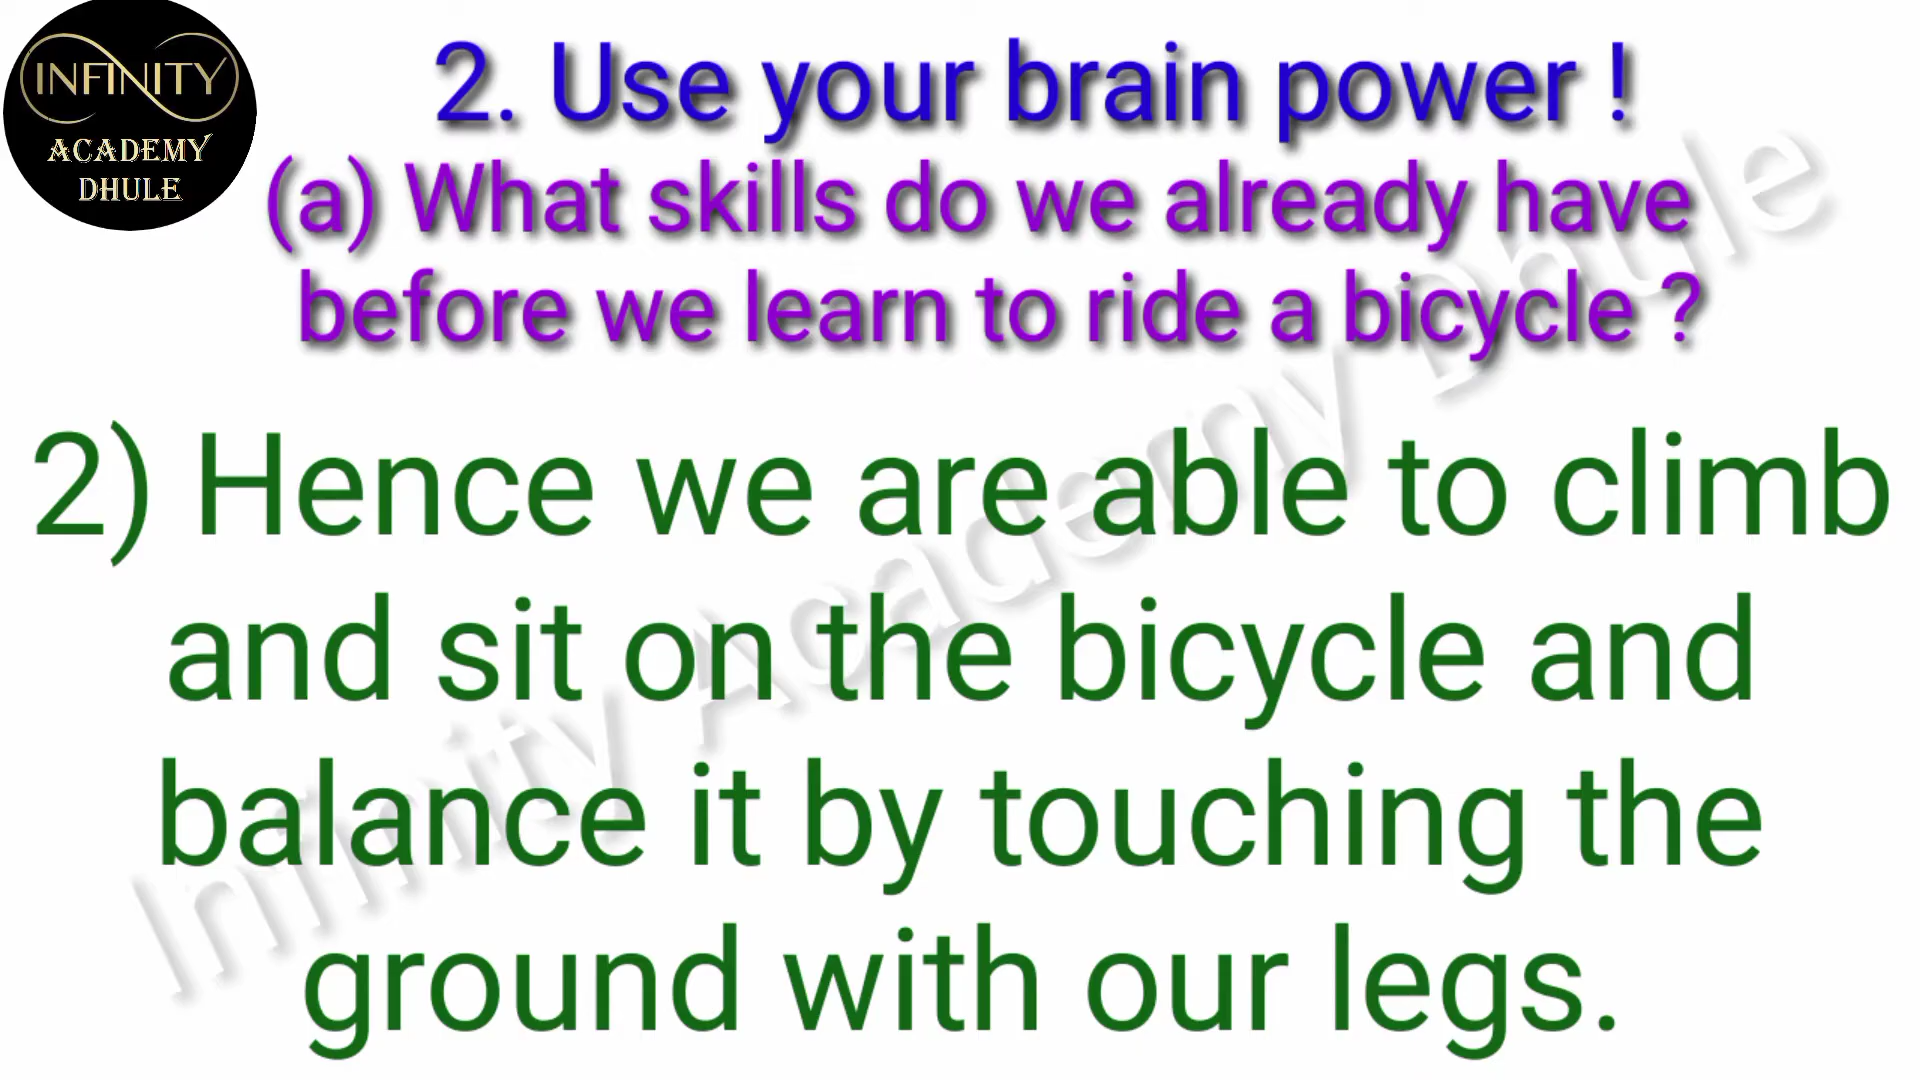 INFINITY
ACADEMY
DHULE
2. Use your brain power !
(a) What skills do we already have
before we learn to ride a bicycle ?
2) Hence we are able to climb
and sit on the bicycle and
balance it by touching the
ground with our legs.
Infinity Academy Dhule